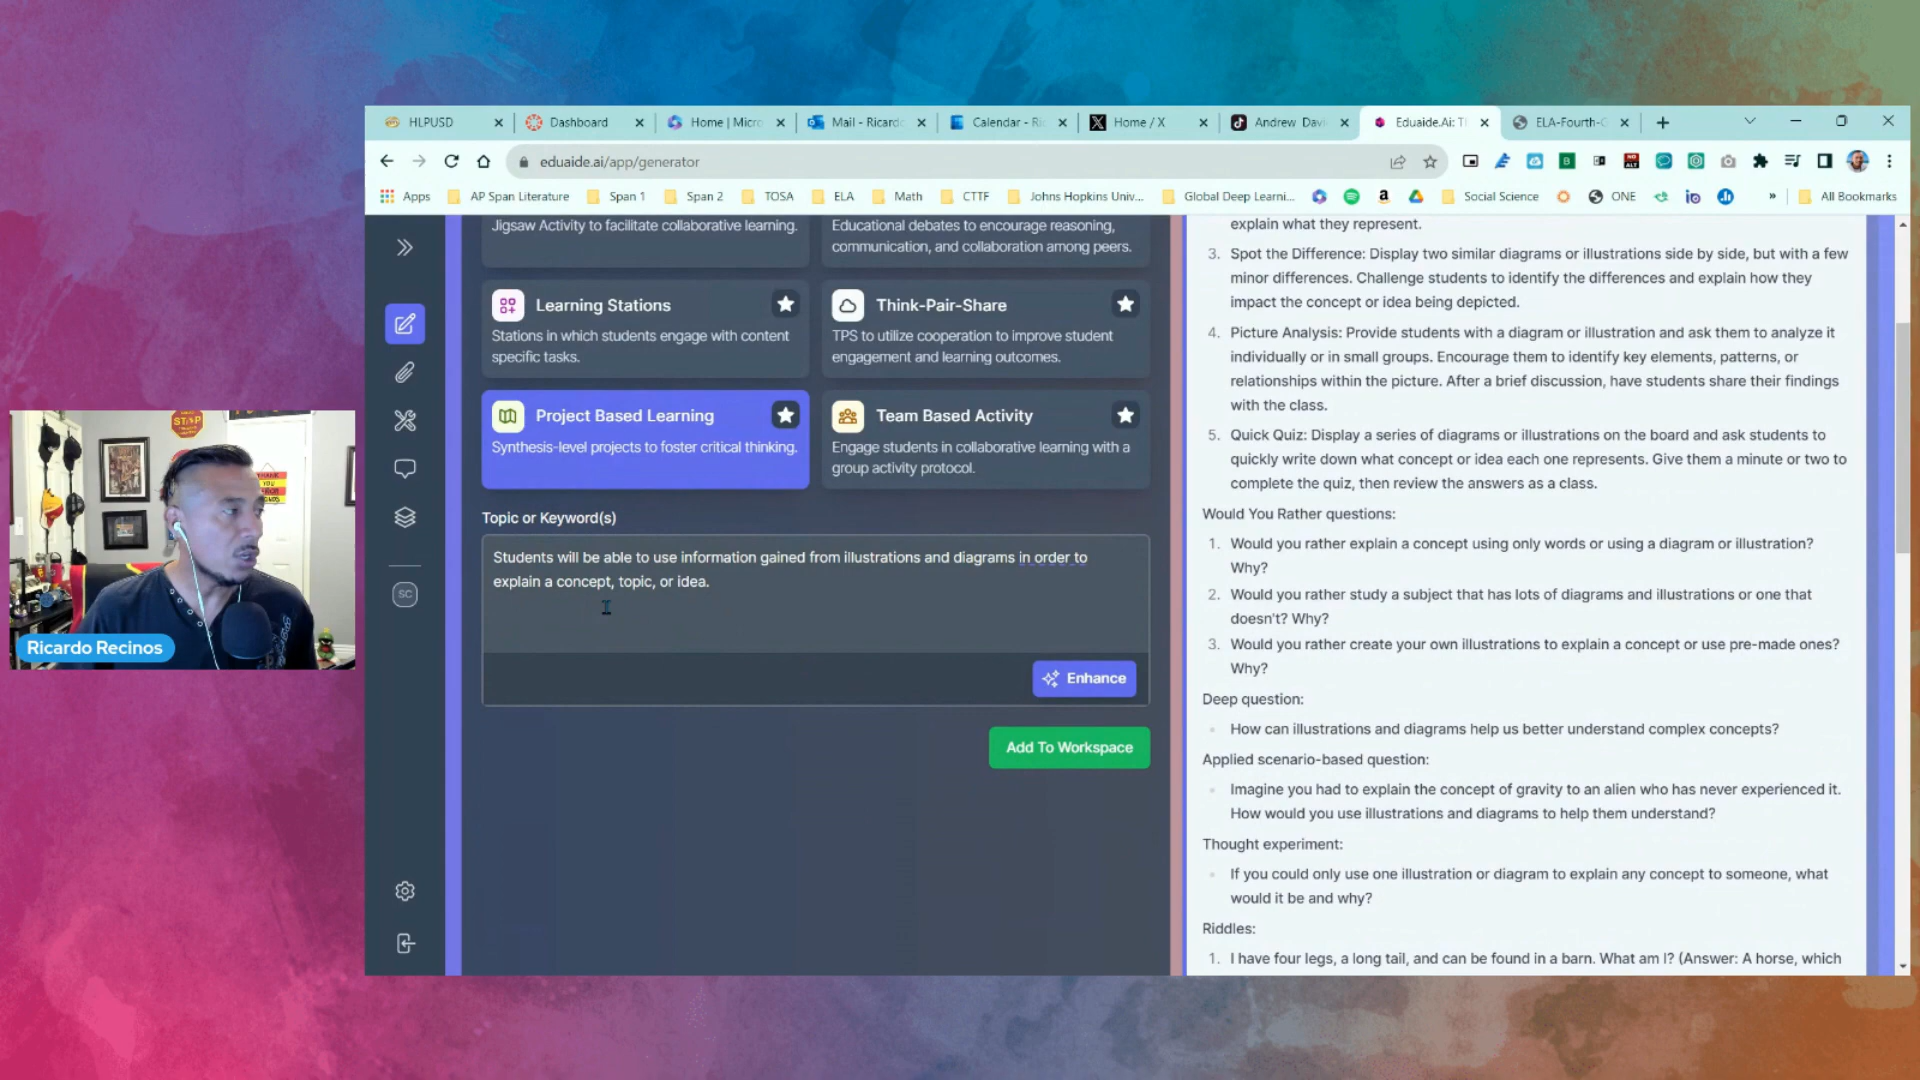 HLPUSD
Dashboard
Home | Micro
Mail - Ricardo
Calendar - Ric
Home / X
Andrew Davi
Eduaide.Ai: T
ELA-Fourth-G
eduaide.ai/app/generator
Apps
AP Span Literature
Span 1
Span 2
TOSA
ELA
Math
CTTF
Johns Hopkins Univ...
Global Deep Learni...
Social Science
ONE
»
All Bookmarks
Jigsaw Activity to facilitate collaborative learning.
Educational debates to encourage reasoning,
communication, and collaboration among peers.
Learning Stations
Stations in which students engage with content
specific tasks.
Think-Pair-Share
TPS to utilize cooperation to improve student
engagement and learning outcomes.
Project Based Learning
Synthesis-level projects to foster critical thinking.
Team Based Activity
Engage students in collaborative learning with a
group activity protocol.
Topic or Keyword(s)
Students will be able to use information gained from illustrations and diagrams in order to
explain a concept, topic, or idea.
Enhance
Add To Workspace
SC
explain what they represent.
3. Spot the Difference: Display two similar diagrams or illustrations side by side, but with a few
minor differences. Challenge students to identify the differences and explain how they
impact the concept or idea being depicted.
4. Picture Analysis: Provide students with a diagram or illustration and ask them to analyze it
individually or in small groups. Encourage them to identify key elements, patterns, or
relationships within the picture. After a brief discussion, have students share their findings
with the class.
5. Quick Quiz: Display a series of diagrams or illustrations on the board and ask students to
quickly write down what concept or idea each one represents. Give them a minute or two to
complete the quiz, then review the answers as a class.
Would You Rather questions:
1. Would you rather explain a concept using only words or using a diagram or illustration?
Why?
2. Would you rather study a subject that has lots of diagrams and illustrations or one that
doesn't? Why?
3. Would you rather create your own illustrations to explain a concept or use pre-made ones?
Why?
Deep question:
How can illustrations and diagrams help us better understand complex concepts?
Applied scenario-based question:
Imagine you had to explain the concept of gravity to an alien who has never experienced it.
How would you use illustrations and diagrams to help them understand?
Thought experiment:
If you could only use one illustration or diagram to explain any concept to someone, what
would it be and why?
Riddles:
1. I have four legs, a long tail, and can be found in a barn. What am I? (Answer: A horse, which
STOP
Ricardo Recinos